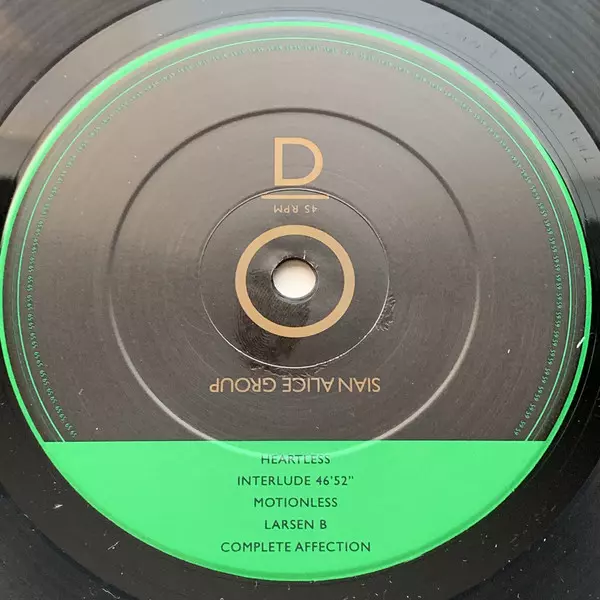 D
45 RPM
SIAN ALICE GROUP
HEARTLESS
INTERLUDE 46'52"
MOTIONLESS
LARSEN B
COMPLETE AFFECTION